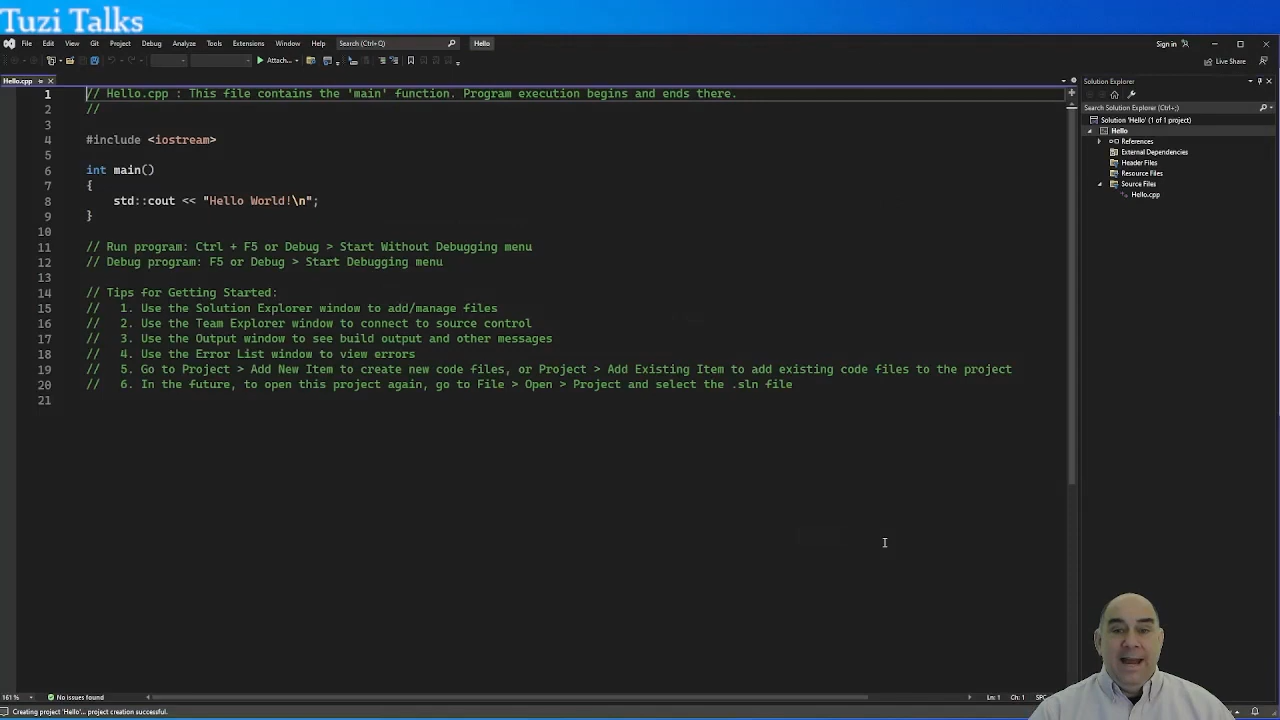 Tuzi Talks
File Edit View Git Project Debug Analyze Tools Extensions Window Help Search (Ctrl+Q) Hello Sign in
Attach... Live Share
Hello.cpp
Solution Explorer
Search Solution Explorer (Ctrl+;)
Solution 'Hello' (1 of 1 project)
Hello
References
External Dependencies
Header Files
Resource Files
Source Files
Hello.cpp
1 // Hello.cpp : This file contains the 'main' function. Program execution begins and ends there.
2 //
3
4 #include <iostream>
5
6 int main()
7 {
8 std::cout << "Hello World!\n";
9 }
10
11 // Run program: Ctrl + F5 or Debug > Start Without Debugging menu
12 // Debug program: F5 or Debug > Start Debugging menu
13
14 // Tips for Getting Started:
15 // 1. Use the Solution Explorer window to add/manage files
16 // 2. Use the Team Explorer window to connect to source control
17 // 3. Use the Output window to see build output and other messages
18 // 4. Use the Error List window to view errors
19 // 5. Go to Project > Add New Item to create new code files, or Project > Add Existing Item to add existing code files to the project
20 // 6. In the future, to open this project again, go to File > Open > Project and select the .sln file
21
161 % No issues found Ln: 1 Ch: 1 SPC
Creating project 'Hello'... project creation successful.